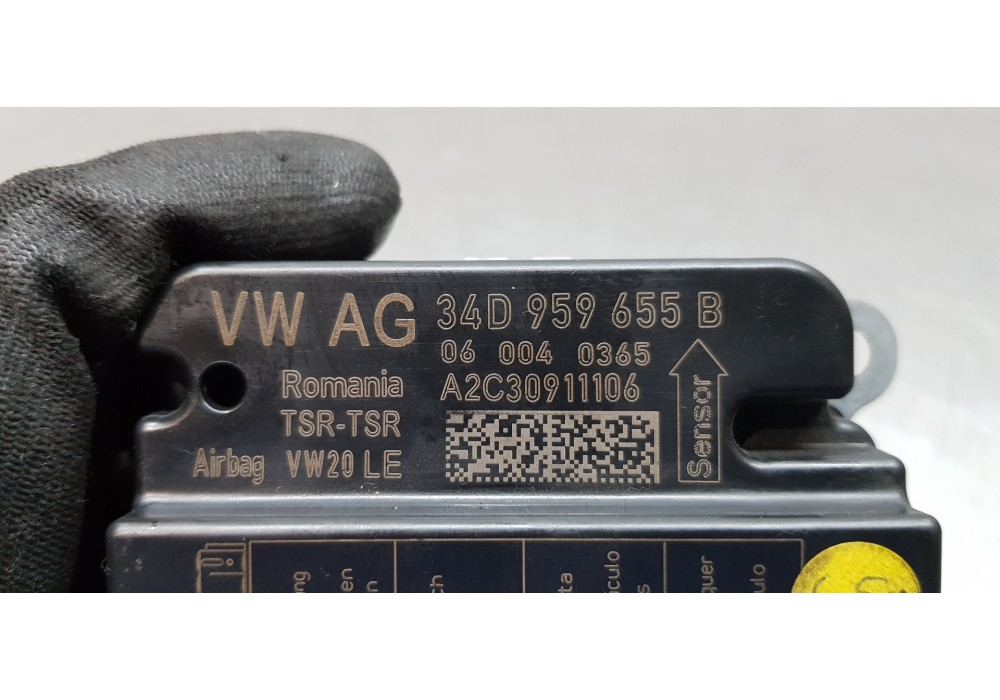 VW AG 34D 959 655 B
06 004 0365
Romania A2C30911106
TSR-TSR
Airbag VW20 LE
Sensor